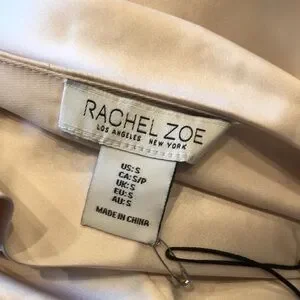 RACHEL ZOE
LOS ANGELES NEW YORK
US: S
CA: S/P
UK: S
EU: S
AU: S
MADE IN CHINA